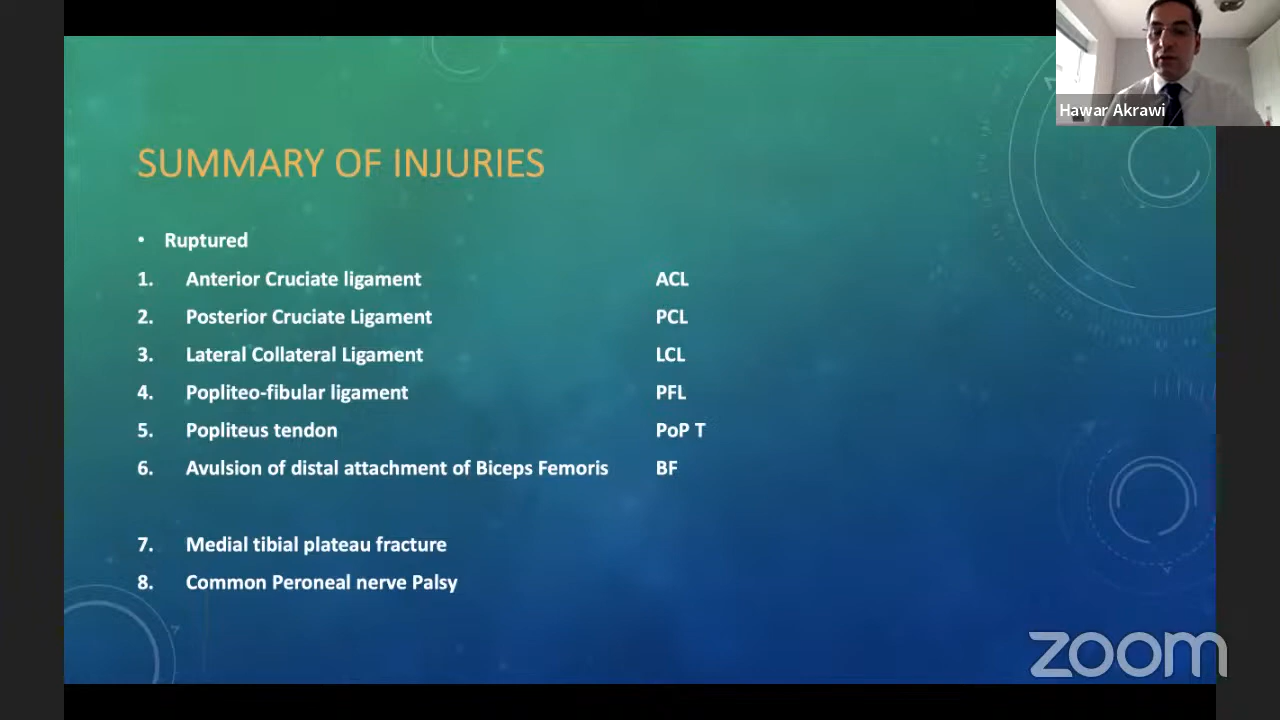 Hawar Akrawi
SUMMARY OF INJURIES
• Ruptured
1. Anterior Cruciate ligament ACL
2. Posterior Cruciate Ligament PCL
3. Lateral Collateral Ligament LCL
4. Popliteo-fibular ligament PFL
5. Popliteus tendon PoP T
6. Avulsion of distal attachment of Biceps Femoris BF
7. Medial tibial plateau fracture
8. Common Peroneal nerve Palsy
zoom